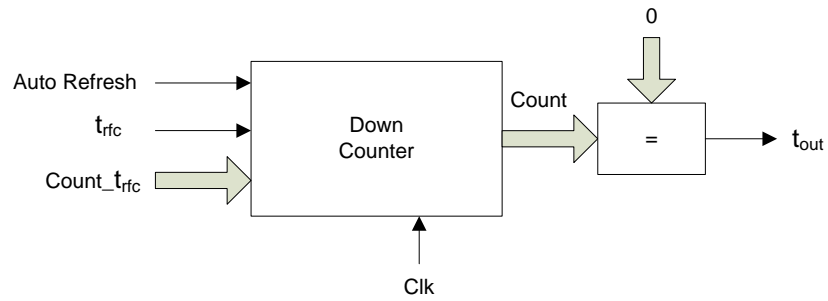 0
Auto Refresh
Count
t_rfc
Down
Counter
=
t_out
Count_t_rfc
Clk